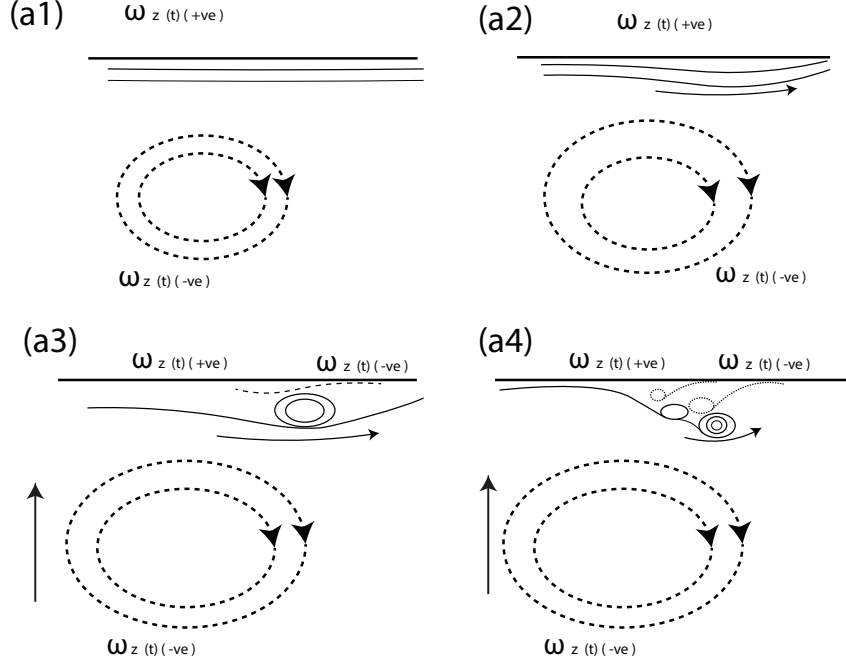 (a1)
ω z (t) (+ve)
ω z (t) (-ve)
(a2)
ω z (t) (+ve)
ω z (t) (-ve)
(a3)
ω z (t) (+ve) ω z (t) (-ve)
ω z (t) (-ve)
(a4)
ω z (t) (+ve) ω z (t) (-ve)
ω z (t) (-ve)